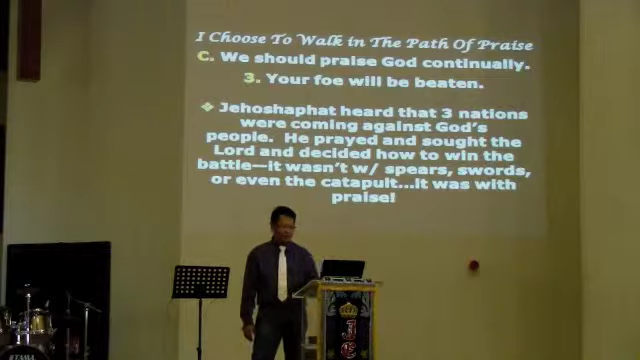 I Choose To Walk in The Path Of Praise
C. We should praise God continually.
3. Your foe will be beaten.
❖ Jehoshaphat heard that 3 nations
were coming against God's
people. He prayed and sought the
Lord and decided how to win the
battle—it wasn't w/ spears, swords,
or even the catapult...it was with
praise!
TAMA